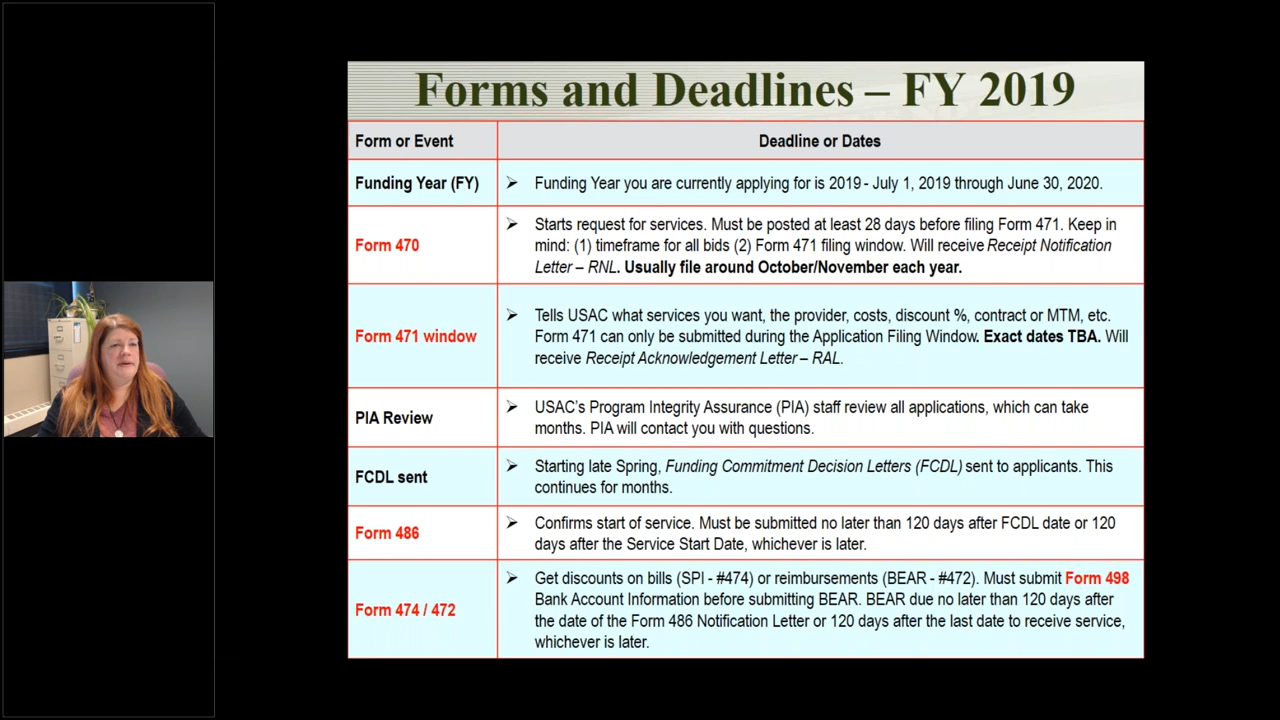 Forms and Deadlines – FY 2019
Form or Event
Deadline or Dates
Funding Year (FY)
Funding Year you are currently applying for is 2019 - July 1, 2019 through June 30, 2020.
Form 470
Starts request for services. Must be posted at least 28 days before filing Form 471. Keep in
mind: (1) timeframe for all bids (2) Form 471 filing window. Will receive Receipt Notification
Letter – RNL. Usually file around October/November each year.
Form 471 window
Tells USAC what services you want, the provider, costs, discount %, contract or MTM, etc.
Form 471 can only be submitted during the Application Filing Window. Exact dates TBA. Will
receive Receipt Acknowledgement Letter – RAL.
PIA Review
USAC's Program Integrity Assurance (PIA) staff review all applications, which can take
months. PIA will contact you with questions.
FCDL sent
Starting late Spring, Funding Commitment Decision Letters (FCDL) sent to applicants. This
continues for months.
Form 486
Confirms start of service. Must be submitted no later than 120 days after FCDL date or 120
days after the Service Start Date, whichever is later.
Form 474 / 472
Get discounts on bills (SPI - #474) or reimbursements (BEAR - #472). Must submit Form 498
Bank Account Information before submitting BEAR. BEAR due no later than 120 days after
the date of the Form 486 Notification Letter or 120 days after the last date to receive service,
whichever is later.